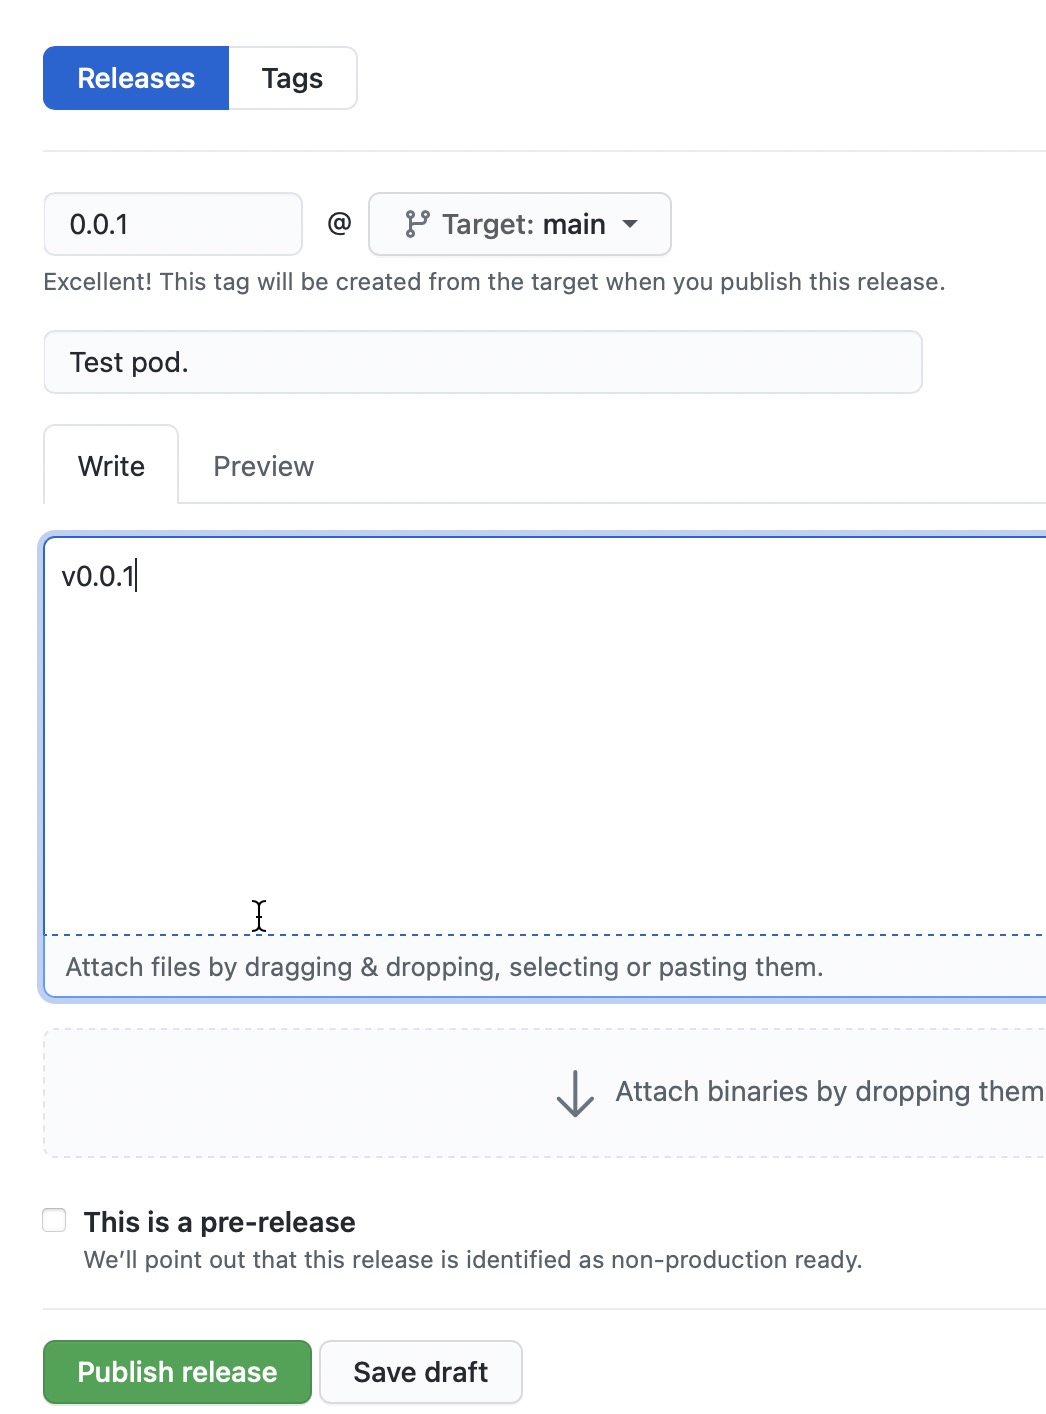 Releases Tags
0.0.1 @ Target: main
Excellent! This tag will be created from the target when you publish this release.
Test pod.
Write Preview
v0.0.1
Attach files by dragging & dropping, selecting or pasting them.
Attach binaries by dropping them
This is a pre-release
We’ll point out that this release is identified as non-production ready.
Publish release Save draft